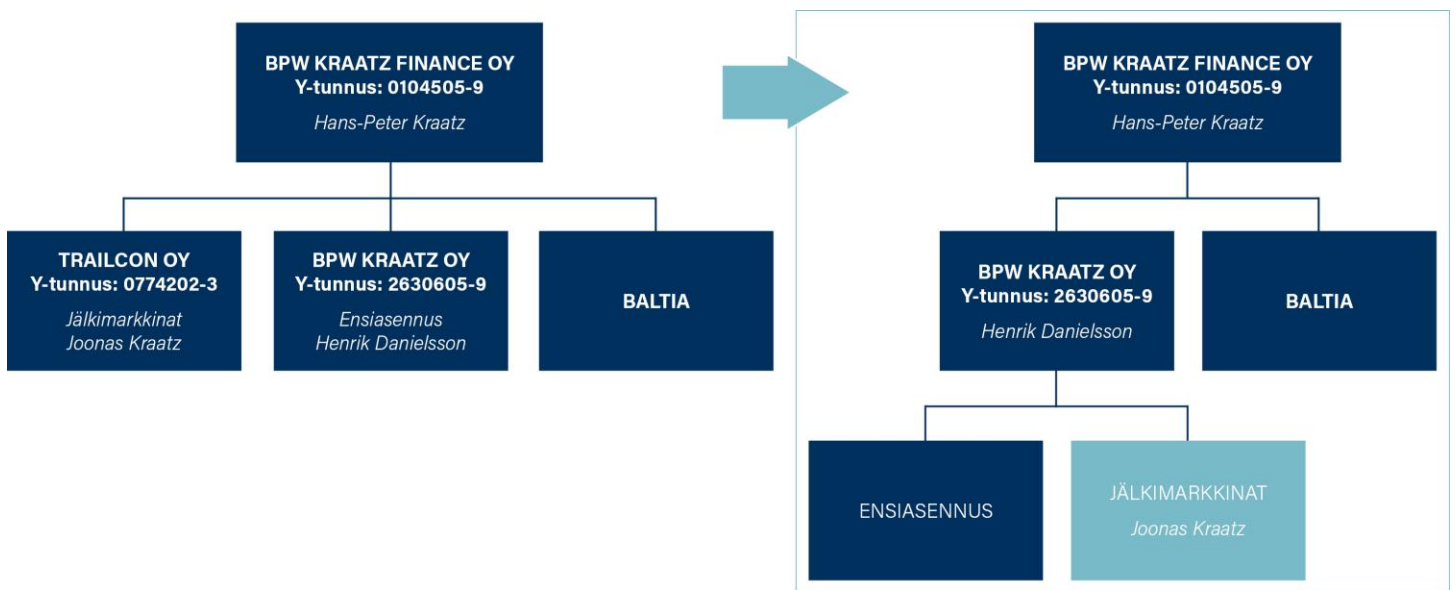 BPW KRAATZ FINANCE OY
Y-tunnus: 0104505-9
Hans-Peter Kraatz
TRAILCON OY
Y-tunnus: 0774202-3
Jälkimarkkinat
Joonas Kraatz
BPW KRAATZ OY
Y-tunnus: 2630605-9
Ensiasennus
Henrik Danielsson
BALTIA
BPW KRAATZ FINANCE OY
Y-tunnus: 0104505-9
Hans-Peter Kraatz
BPW KRAATZ OY
Y-tunnus: 2630605-9
Henrik Danielsson
BALTIA
ENSIASENNUS
JÄLKIMARKKINAT
Joonas Kraatz